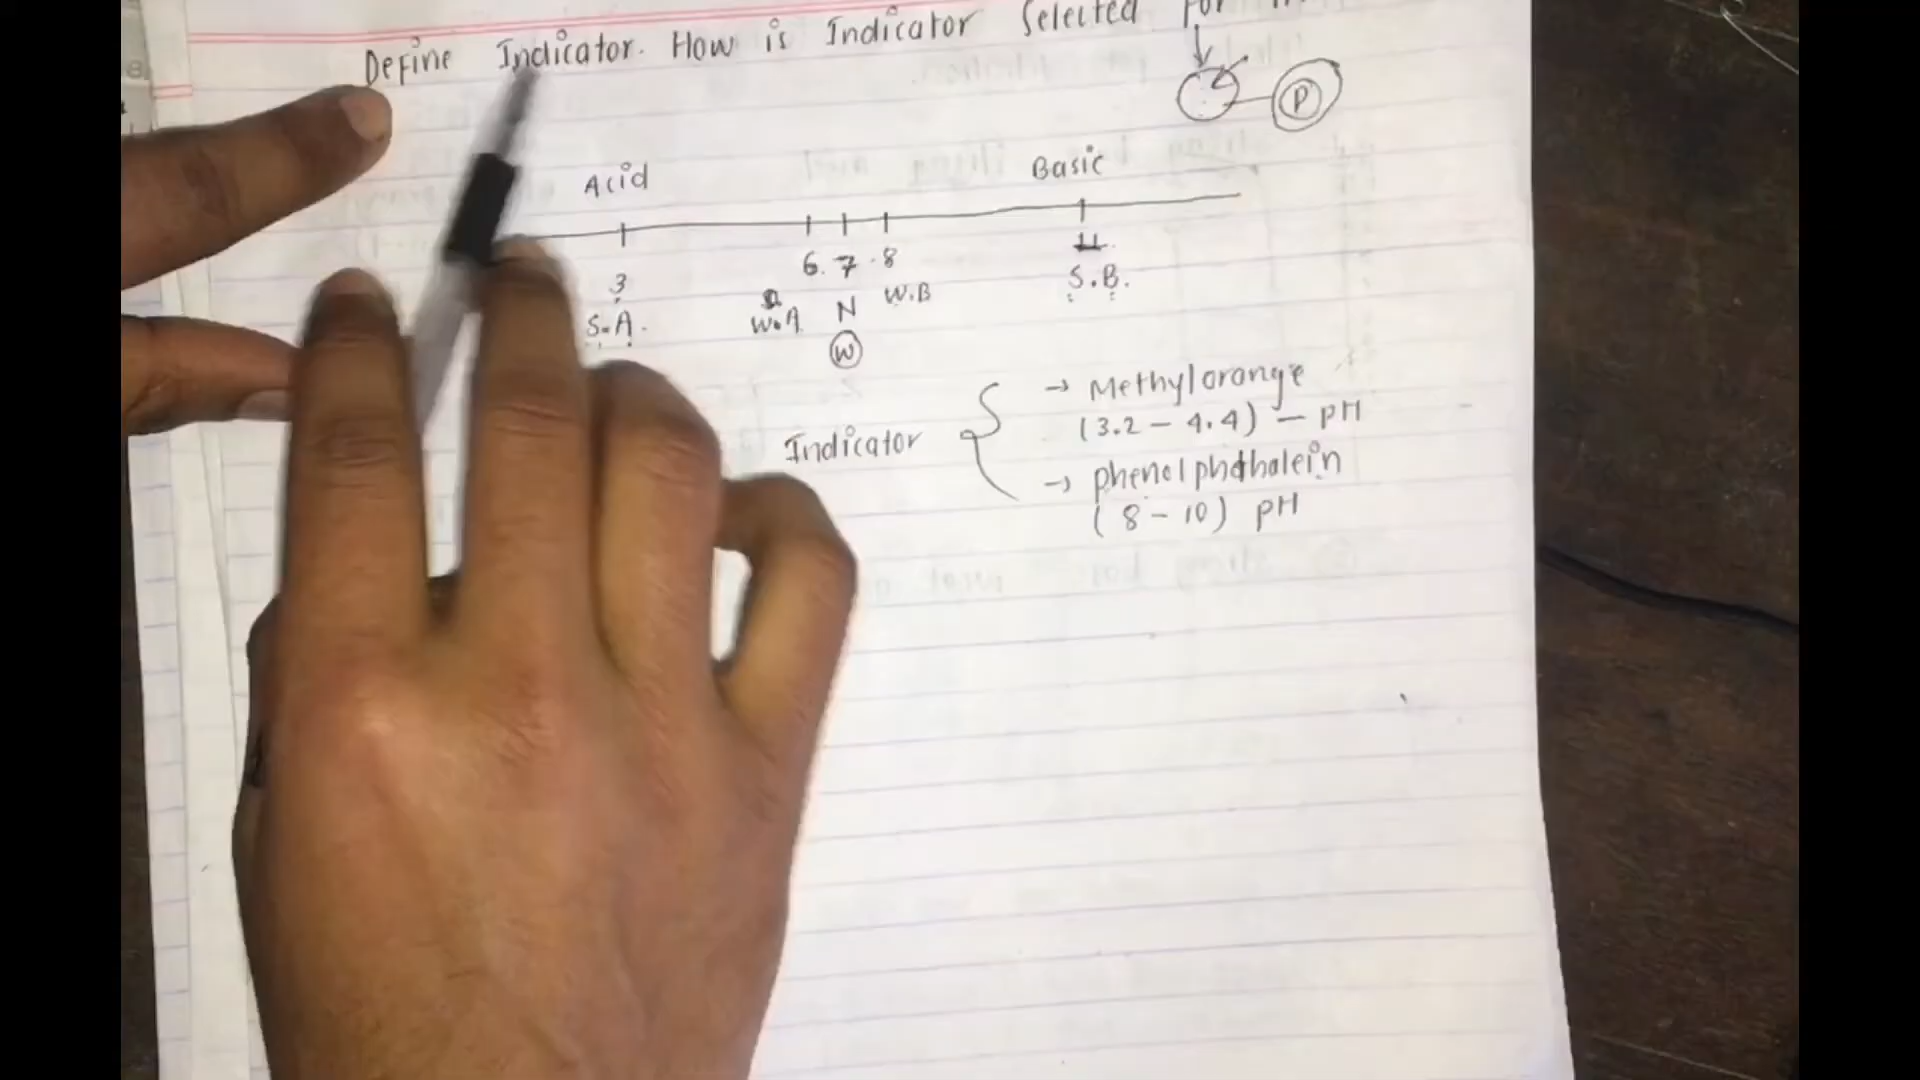 Define Indicator. How is Indicator Selected for
P
Acid
Basic
3
6. 7 . 8
11
S.A.
W.A
N
W.B
S.B.
W
Indicator
→ Methylorange
(3.2 - 4.4) - pH
→ phenolphthalein
( 8 - 10 ) pH